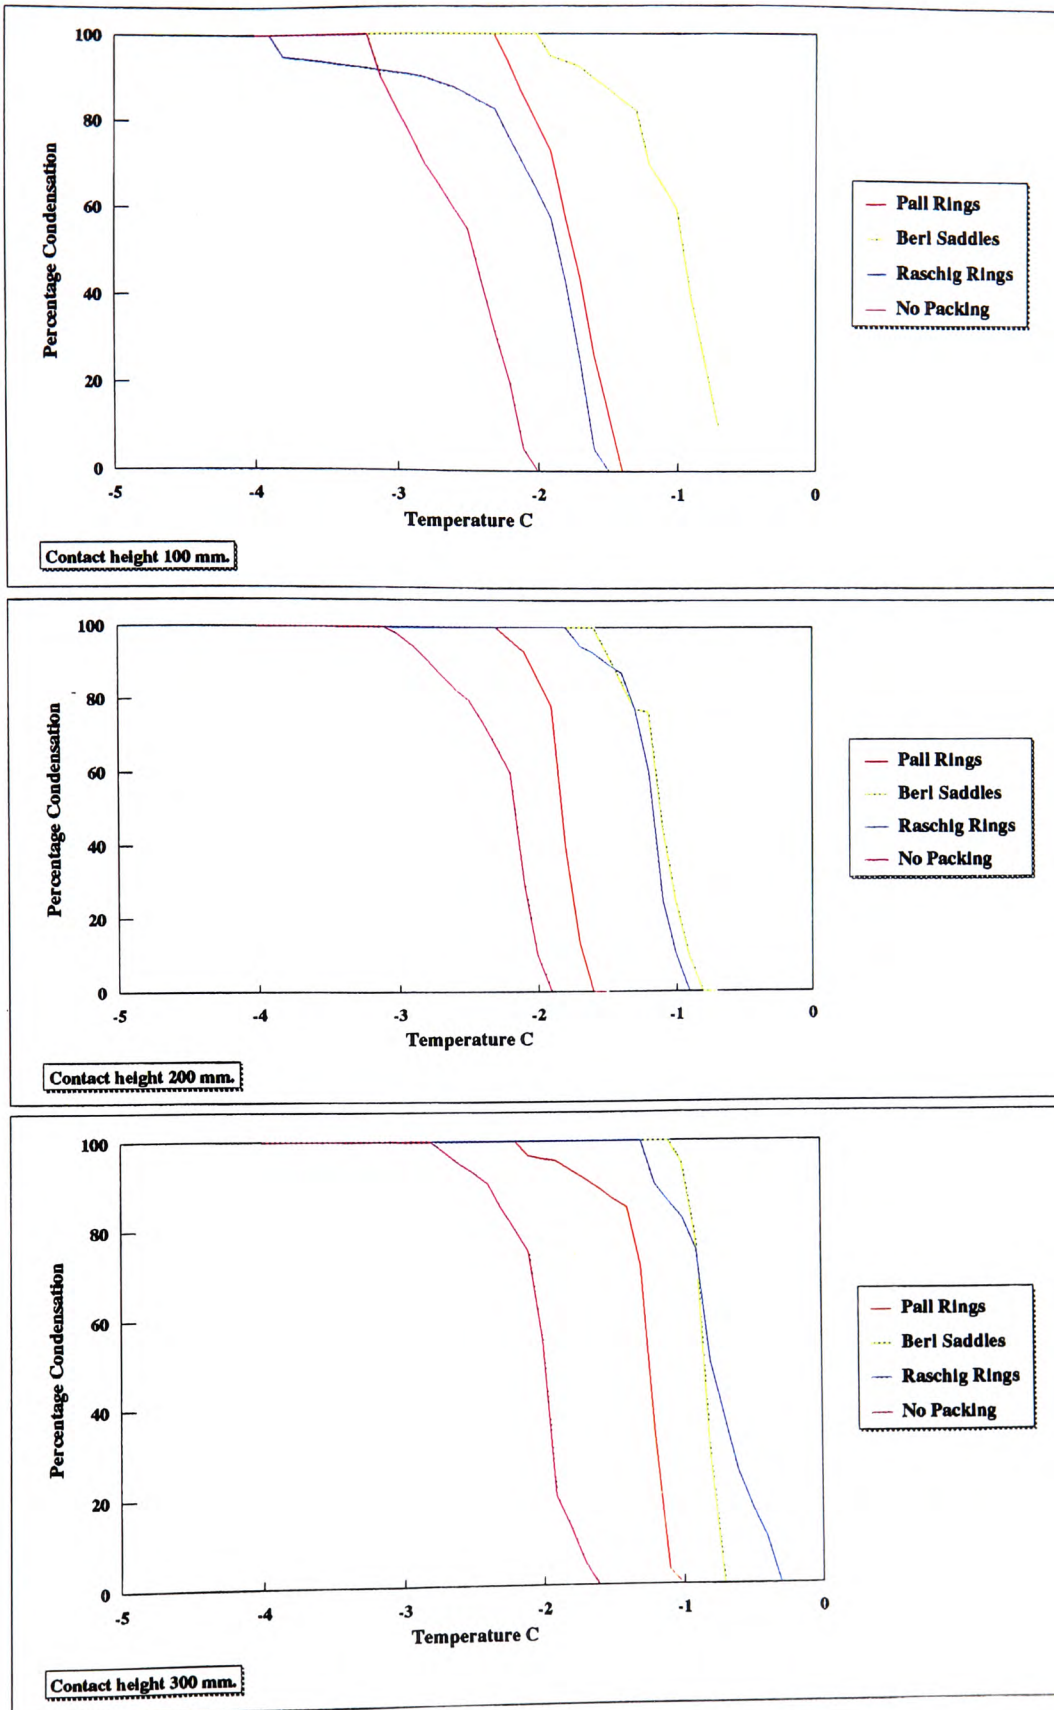 100
80
60
40
20
0
Percentage Condensation
-5
-4
-3
-2
-1
0
Temperature C
Pall Rings
Berl Saddles
Raschig Rings
No Packing
Contact height 100 mm.
100
80
60
40
20
0
Percentage Condensation
-5
-4
-3
-2
-1
0
Temperature C
Pall Rings
Berl Saddles
Raschig Rings
No Packing
Contact height 200 mm.
100
80
60
40
20
0
Percentage Condensation
-5
-4
-3
-2
-1
0
Temperature C
Pall Rings
Berl Saddles
Raschig Rings
No Packing
Contact height 300 mm.